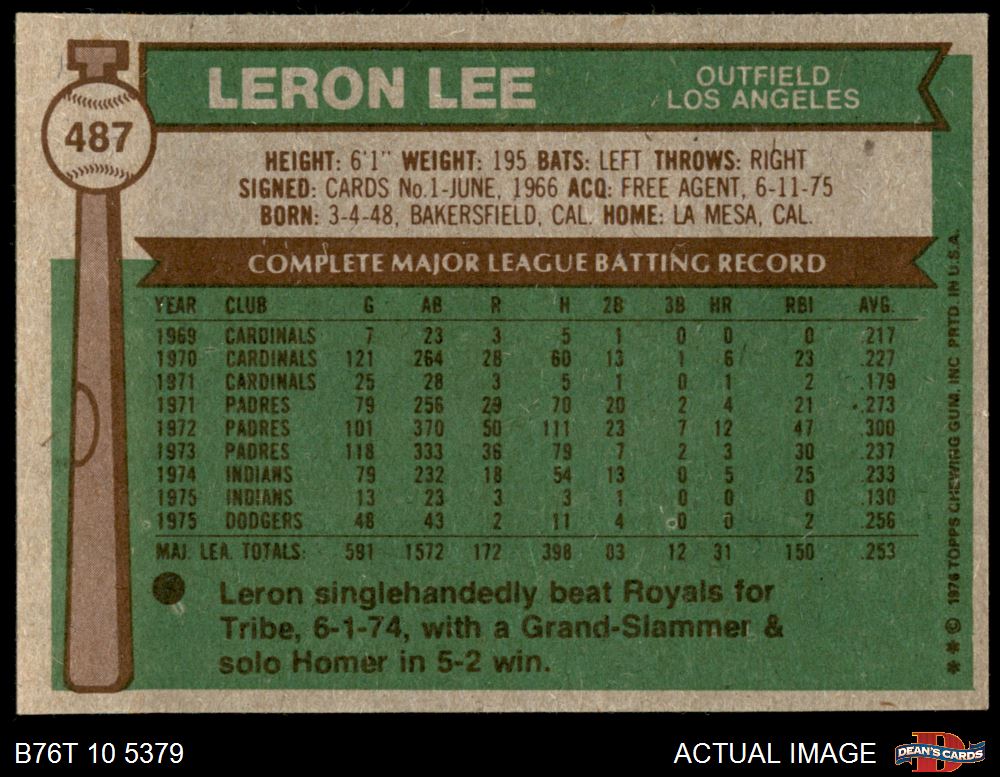 487
LERON LEE
OUTFIELD
LOS ANGELES
HEIGHT: 6'1" WEIGHT: 195 BATS: LEFT THROWS: RIGHT
SIGNED: CARDS No. 1-JUNE, 1966 ACQ: FREE AGENT, 6-11-75
BORN: 3-4-48, BAKERSFIELD, CAL. HOME: LA MESA, CAL.
COMPLETE MAJOR LEAGUE BATTING RECORD
YEAR CLUB G AB R H 2B 3B HR RBI AVG.
1969 CARDINALS 7 23 3 5 1 0 0 0 .217
1970 CARDINALS 121 264 28 60 13 1 6 23 .227
1971 CARDINALS 25 28 3 5 1 0 1 2 .179
1971 PADRES 79 256 29 70 20 2 4 21 .273
1972 PADRES 101 370 50 111 23 7 12 47 .300
1973 PADRES 118 333 36 79 7 2 3 30 .237
1974 INDIANS 79 232 18 54 13 0 5 25 .233
1975 INDIANS 13 23 3 3 1 0 0 0 .130
1975 DODGERS 48 43 2 11 4 0 0 2 .256
MAJ. LEA. TOTALS: 591 1572 172 398 83 12 31 150 .253
Leron singlehandedly beat Royals for
Tribe, 6-1-74, with a Grand-Slammer &
solo Homer in 5-2 win.
* * © 1976 TOPPS CHEWING GUM, INC. PRTD. IN U.S.A.
B76T 10 5379
ACTUAL IMAGE
D
DEAN'S CARDS